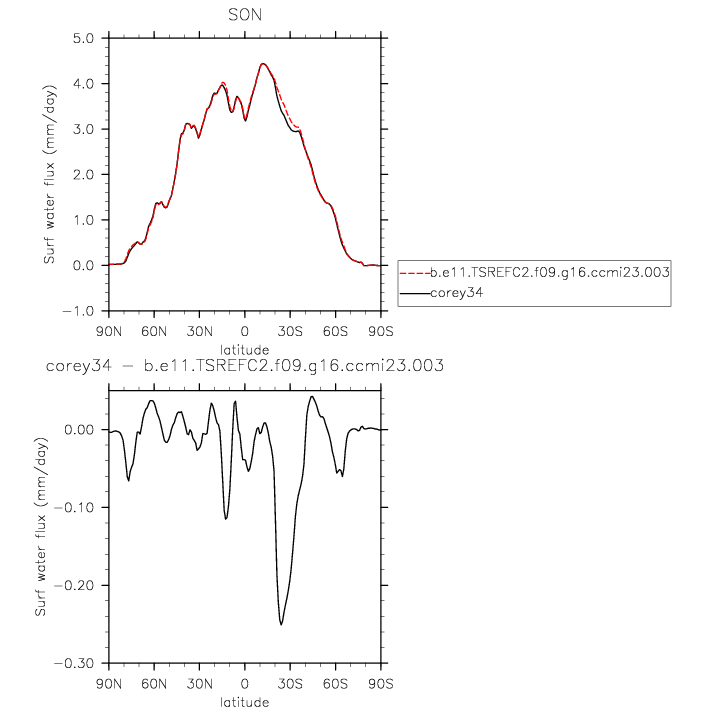 SON
5.0
4.0
3.0
2.0
1.0
0.0
−1.0
Surf water flux (mm/day)
90N 60N 30N 0 30S 60S 90S
latitude
b.e11.TSREFC2.f09.g16.ccmi23.003
corey34
corey34 − b.e11.TSREFC2.f09.g16.ccmi23.003
0.00
−0.10
−0.20
−0.30
Surf water flux (mm/day)
90N 60N 30N 0 30S 60S 90S
latitude